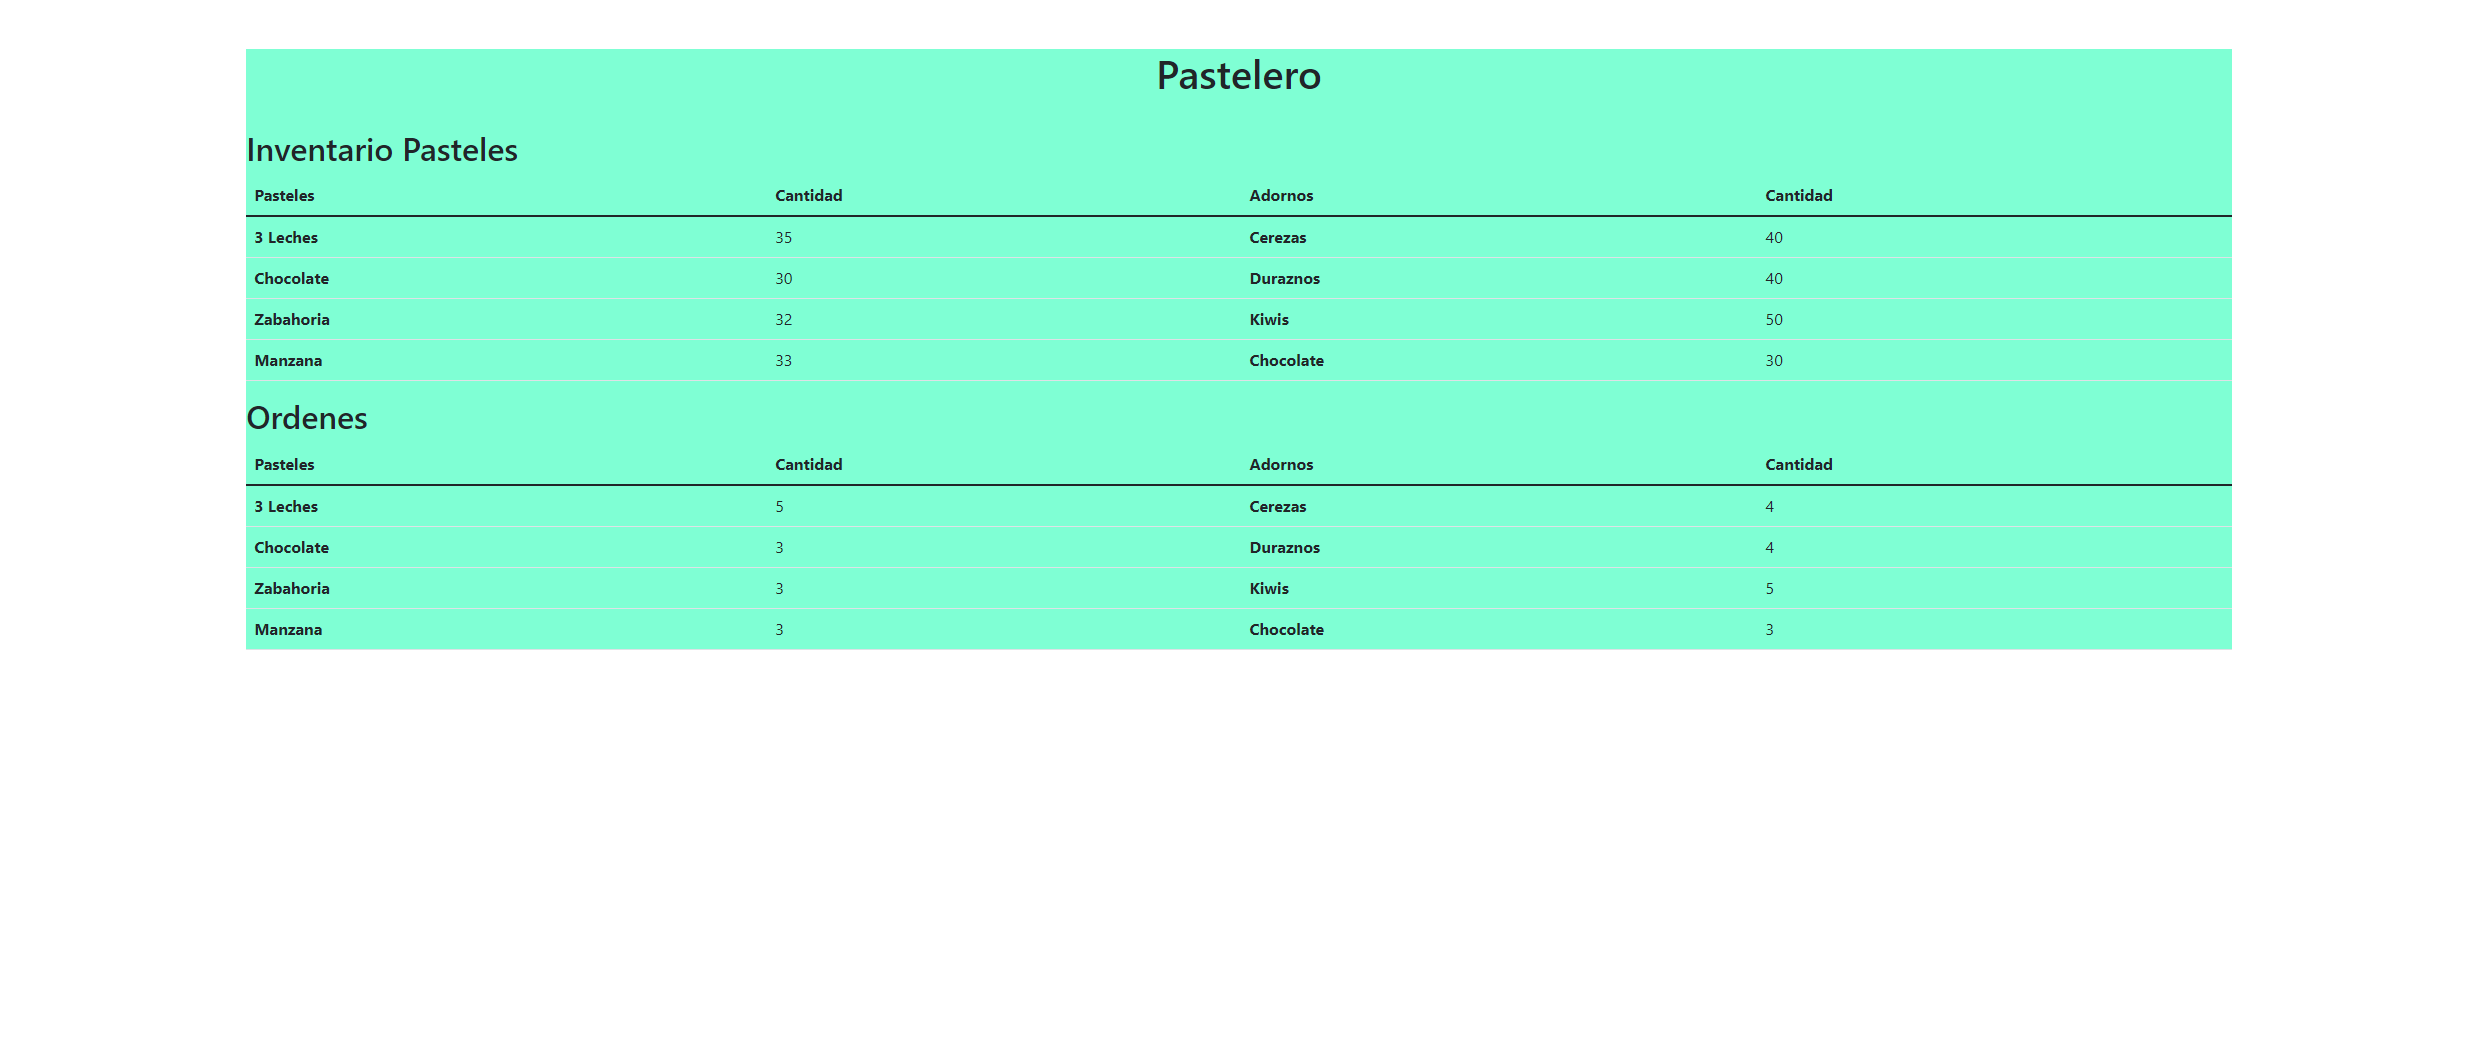 Pastelero
Inventario Pasteles
Pasteles Cantidad Adornos Cantidad
3 Leches 35 Cerezas 40
Chocolate 30 Duraznos 40
Zabahoria 32 Kiwis 50
Manzana 33 Chocolate 30
Ordenes
Pasteles Cantidad Adornos Cantidad
3 Leches 5 Cerezas 4
Chocolate 3 Duraznos 4
Zabahoria 3 Kiwis 5
Manzana 3 Chocolate 3